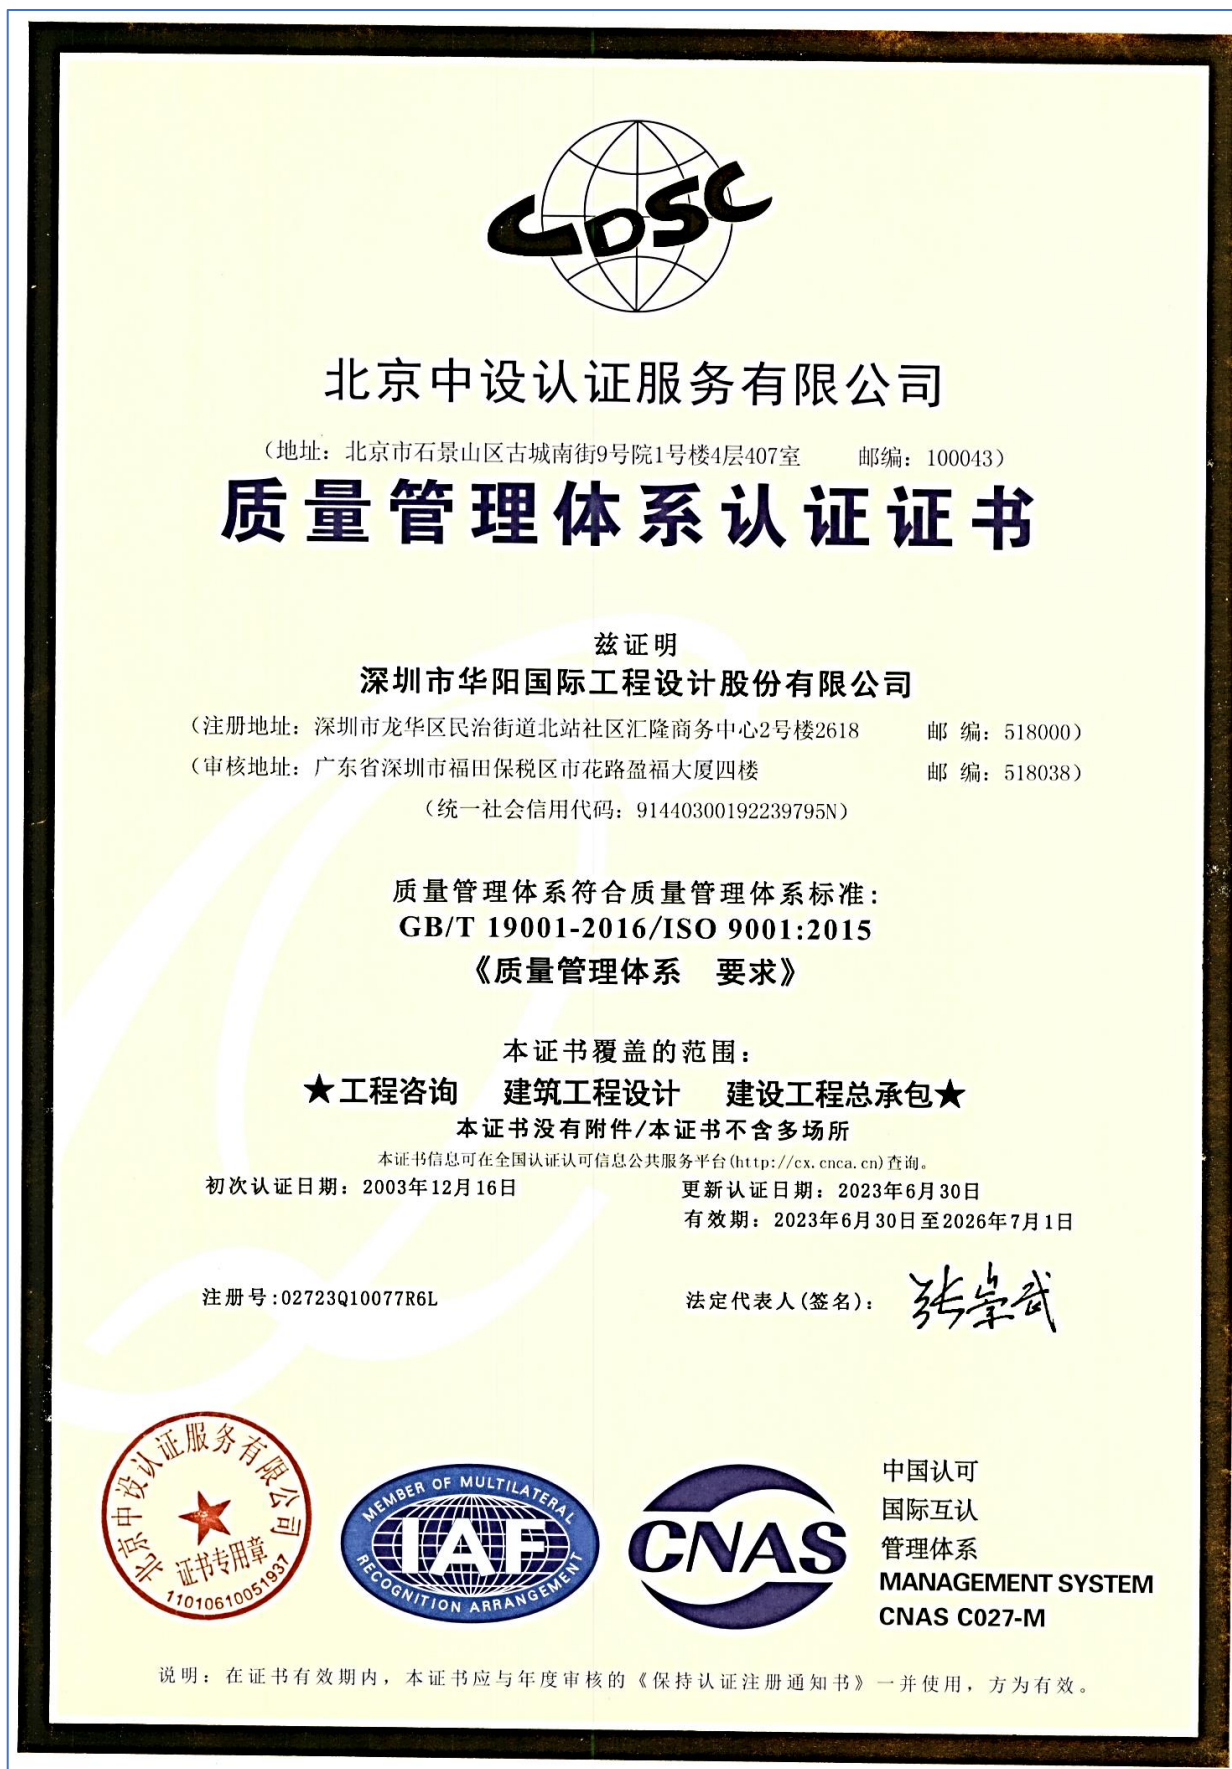 CDSC
北京中设认证服务有限公司
（地址：北京市石景山区古城南街9号院1号楼4层407室 邮编：100043）
质量管理体系认证证书
兹证明
深圳市华阳国际工程设计股份有限公司
（注册地址：深圳市龙华区民治街道北站社区汇隆商务中心2号楼2618 邮 编：518000）
（审核地址：广东省深圳市福田保税区市花路盈福大厦四楼 邮 编：518038）
（统一社会信用代码：91440300192239795N）
质量管理体系符合质量管理体系标准：
GB/T 19001-2016/ISO 9001:2015
《质量管理体系 要求》
本证书覆盖的范围：
★工程咨询 建筑工程设计 建设工程总承包★
本证书没有附件/本证书不含多场所
本证书信息可在全国认证认可信息公共服务平台(http://cx.cnca.cn)查询。
初次认证日期：2003年12月16日 更新认证日期：2023年6月30日
有效期：2023年6月30日至2026年7月1日
注册号:02723Q10077R6L 法定代表人(签名)： 张崇武
北京中设认证服务有限公司
证书专用章
11010610051937
MEMBER OF MULTILATERAL
IAF
RECOGNITION ARRANGEMENT
CNAS
中国认可
国际互认
管理体系
MANAGEMENT SYSTEM
CNAS C027-M
说明：在证书有效期内，本证书应与年度审核的《保持认证注册通知书》一并使用，方为有效。